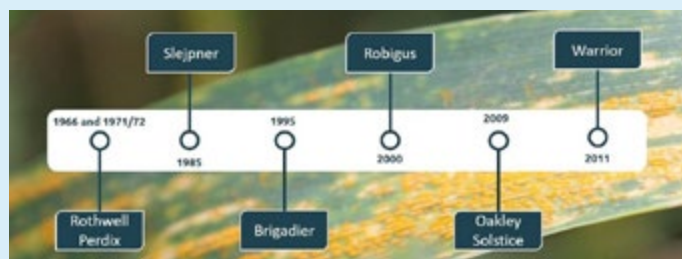 Slejpner
Robigus
Warrior
1966 and 1971/72
1995
2009
1985
2000
2011
Rothwell
Perdix
Brigadier
Oakley
Solstice